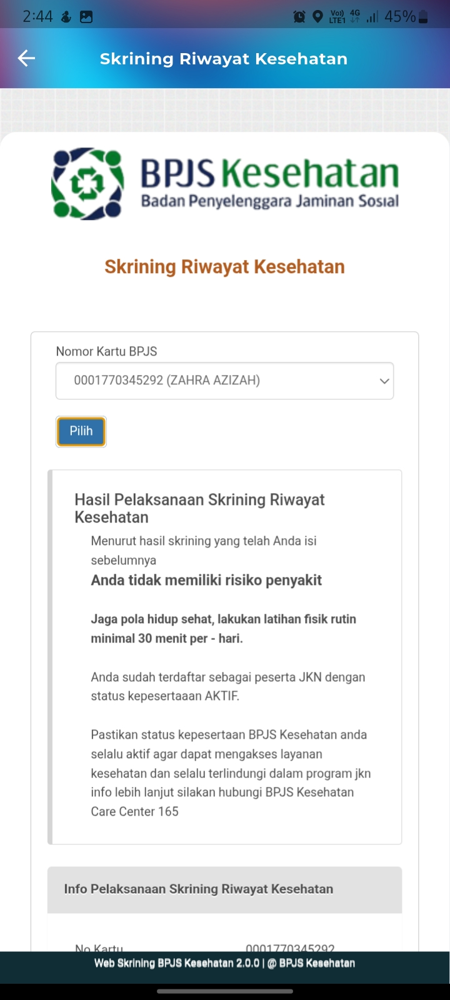 2:44 Vo) LTE1 4G 45%
Skrining Riwayat Kesehatan
BPJS Kesehatan
Badan Penyelenggara Jaminan Sosial
Skrining Riwayat Kesehatan
Nomor Kartu BPJS
0001770345292 (ZAHRA AZIZAH)
Pilih
Hasil Pelaksanaan Skrining Riwayat
Kesehatan
Menurut hasil skrining yang telah Anda isi
sebelumnya
Anda tidak memiliki risiko penyakit
Jaga pola hidup sehat, lakukan latihan fisik rutin
minimal 30 menit per - hari.
Anda sudah terdaftar sebagai peserta JKN dengan
status kepesertaaan AKTIF.
Pastikan status kepesertaan BPJS Kesehatan anda
selalu aktif agar dapat mengakses layanan
kesehatan dan selalu terlindungi dalam program jkn
info lebih lanjut silakan hubungi BPJS Kesehatan
Care Center 165
Info Pelaksanaan Skrining Riwayat Kesehatan
No Kartu 0001770345292
Web Skrining BPJS Kesehatan 2.0.0 | @ BPJS Kesehatan